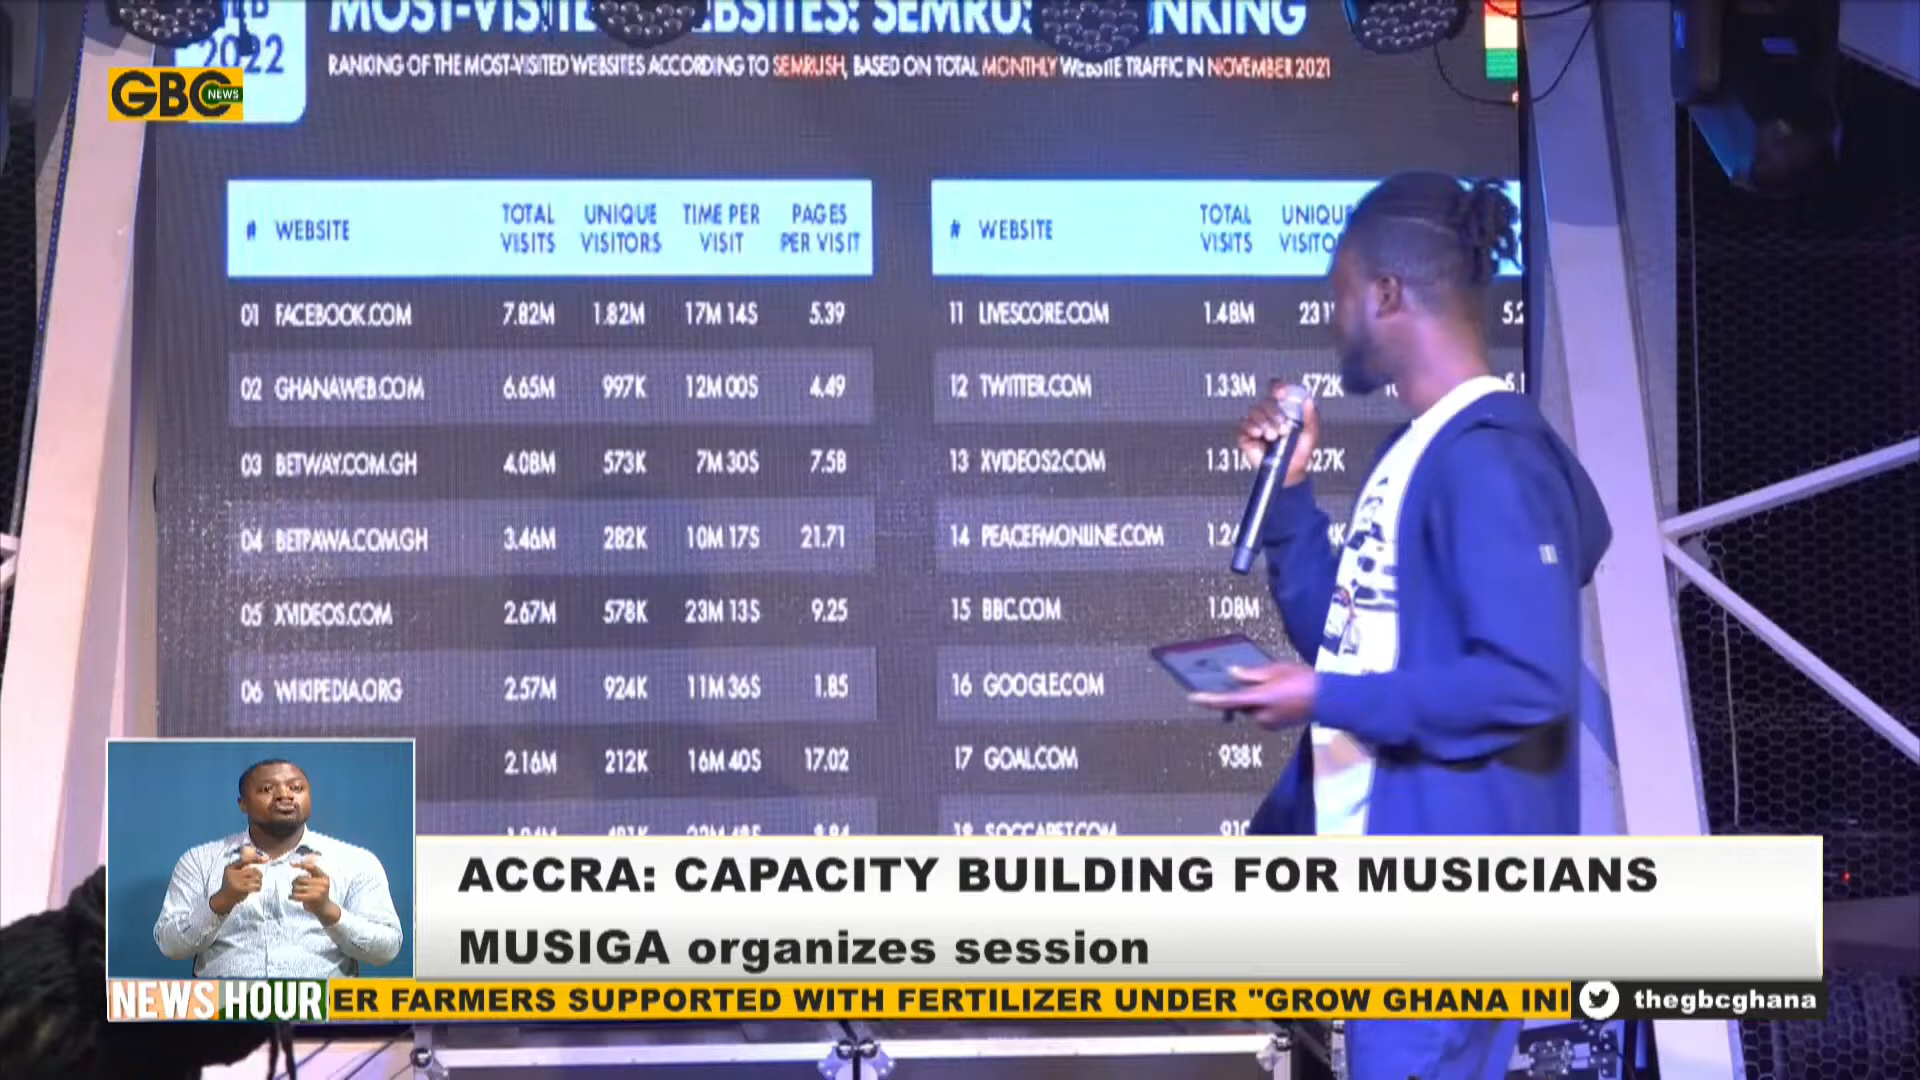 FEB
2022
GBC NEWS
RANKING OF THE MOST-VISITED WEBSITES ACCORDING TO SEMRUSH, BASED ON TOTAL MONTHLY WEBSITE TRAFFIC IN NOVEMBER 2021
# WEBSITE TOTAL VISITS UNIQUE VISITORS TIME PER VISIT PAGES PER VISIT
01 FACEBOOK.COM 7.82M 1.82M 17M 14S 5.39
02 GHANAWEB.COM 6.65M 997K 12M 00S 4.49
03 BETWAY.COM.GH 4.08M 573K 7M 30S 7.58
04 BETPAWA.COM.GH 3.46M 282K 10M 17S 21.71
05 XVIDEOS.COM 2.67M 578K 23M 13S 9.25
06 WIKIPEDIA.ORG 2.57M 924K 11M 36S 1.85
2.16M 212K 16M 40S 17.02
# WEBSITE TOTAL VISITS
11 LIVESCORE.COM 1.48M
12 TWITTER.COM 1.33M 572K
13 XVIDEOS2.COM
14 PEACEFMONLINE.COM
15 BBC.COM 1.08M
16 GOOGLE.COM
17 GOAL.COM 938K
ACCRA: CAPACITY BUILDING FOR MUSICIANS
MUSIGA organizes session
NEWS HOUR
FARMERS SUPPORTED WITH FERTILIZER UNDER "GROW GHANA
thegbcghana